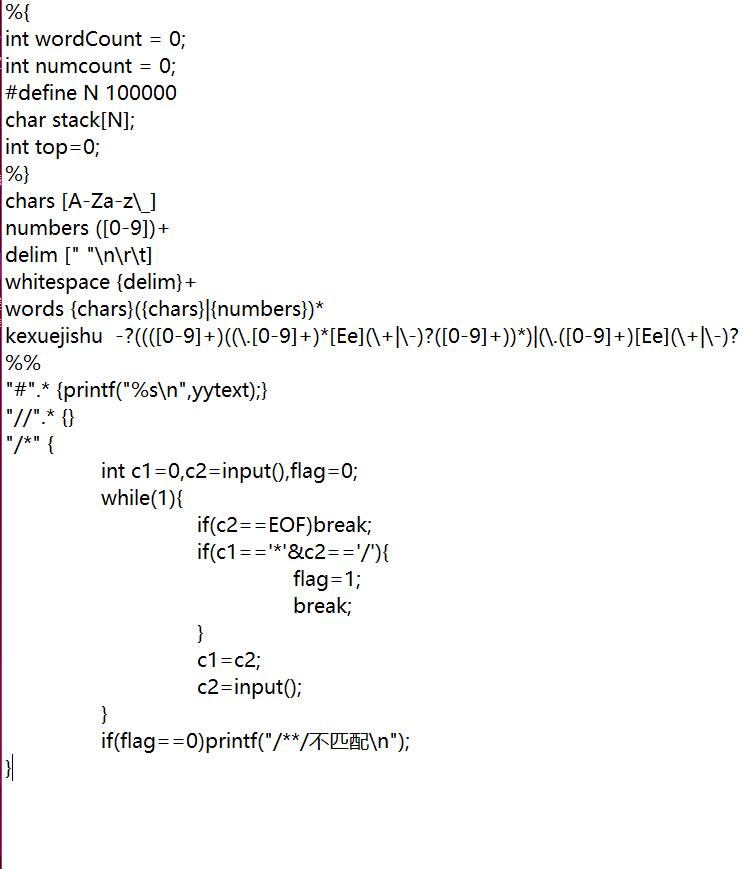 %{
int wordCount = 0;
int numcount = 0;
#define N 100000
char stack[N];
int top=0;
%}
chars [A-Za-z\_]
numbers ([0-9])+
delim [" "\n\r\t]
whitespace {delim}+
words {chars}({chars}|{numbers})*
kexuejishu  -?((([0-9]+)((\.[0-9]+)*[Ee](\+|\-)?([0-9]+))*)|(\.([0-9]+)[Ee](\+|\-)?
%%
"#".* {printf("%s\n",yytext);}
"//".* {}
"/*" {
int c1=0,c2=input(),flag=0;
while(1){
if(c2==EOF)break;
if(c1=='*'&c2=='/'){
flag=1;
break;
}
c1=c2;
c2=input();
}
if(flag==0)printf("/**/不匹配\n");
}